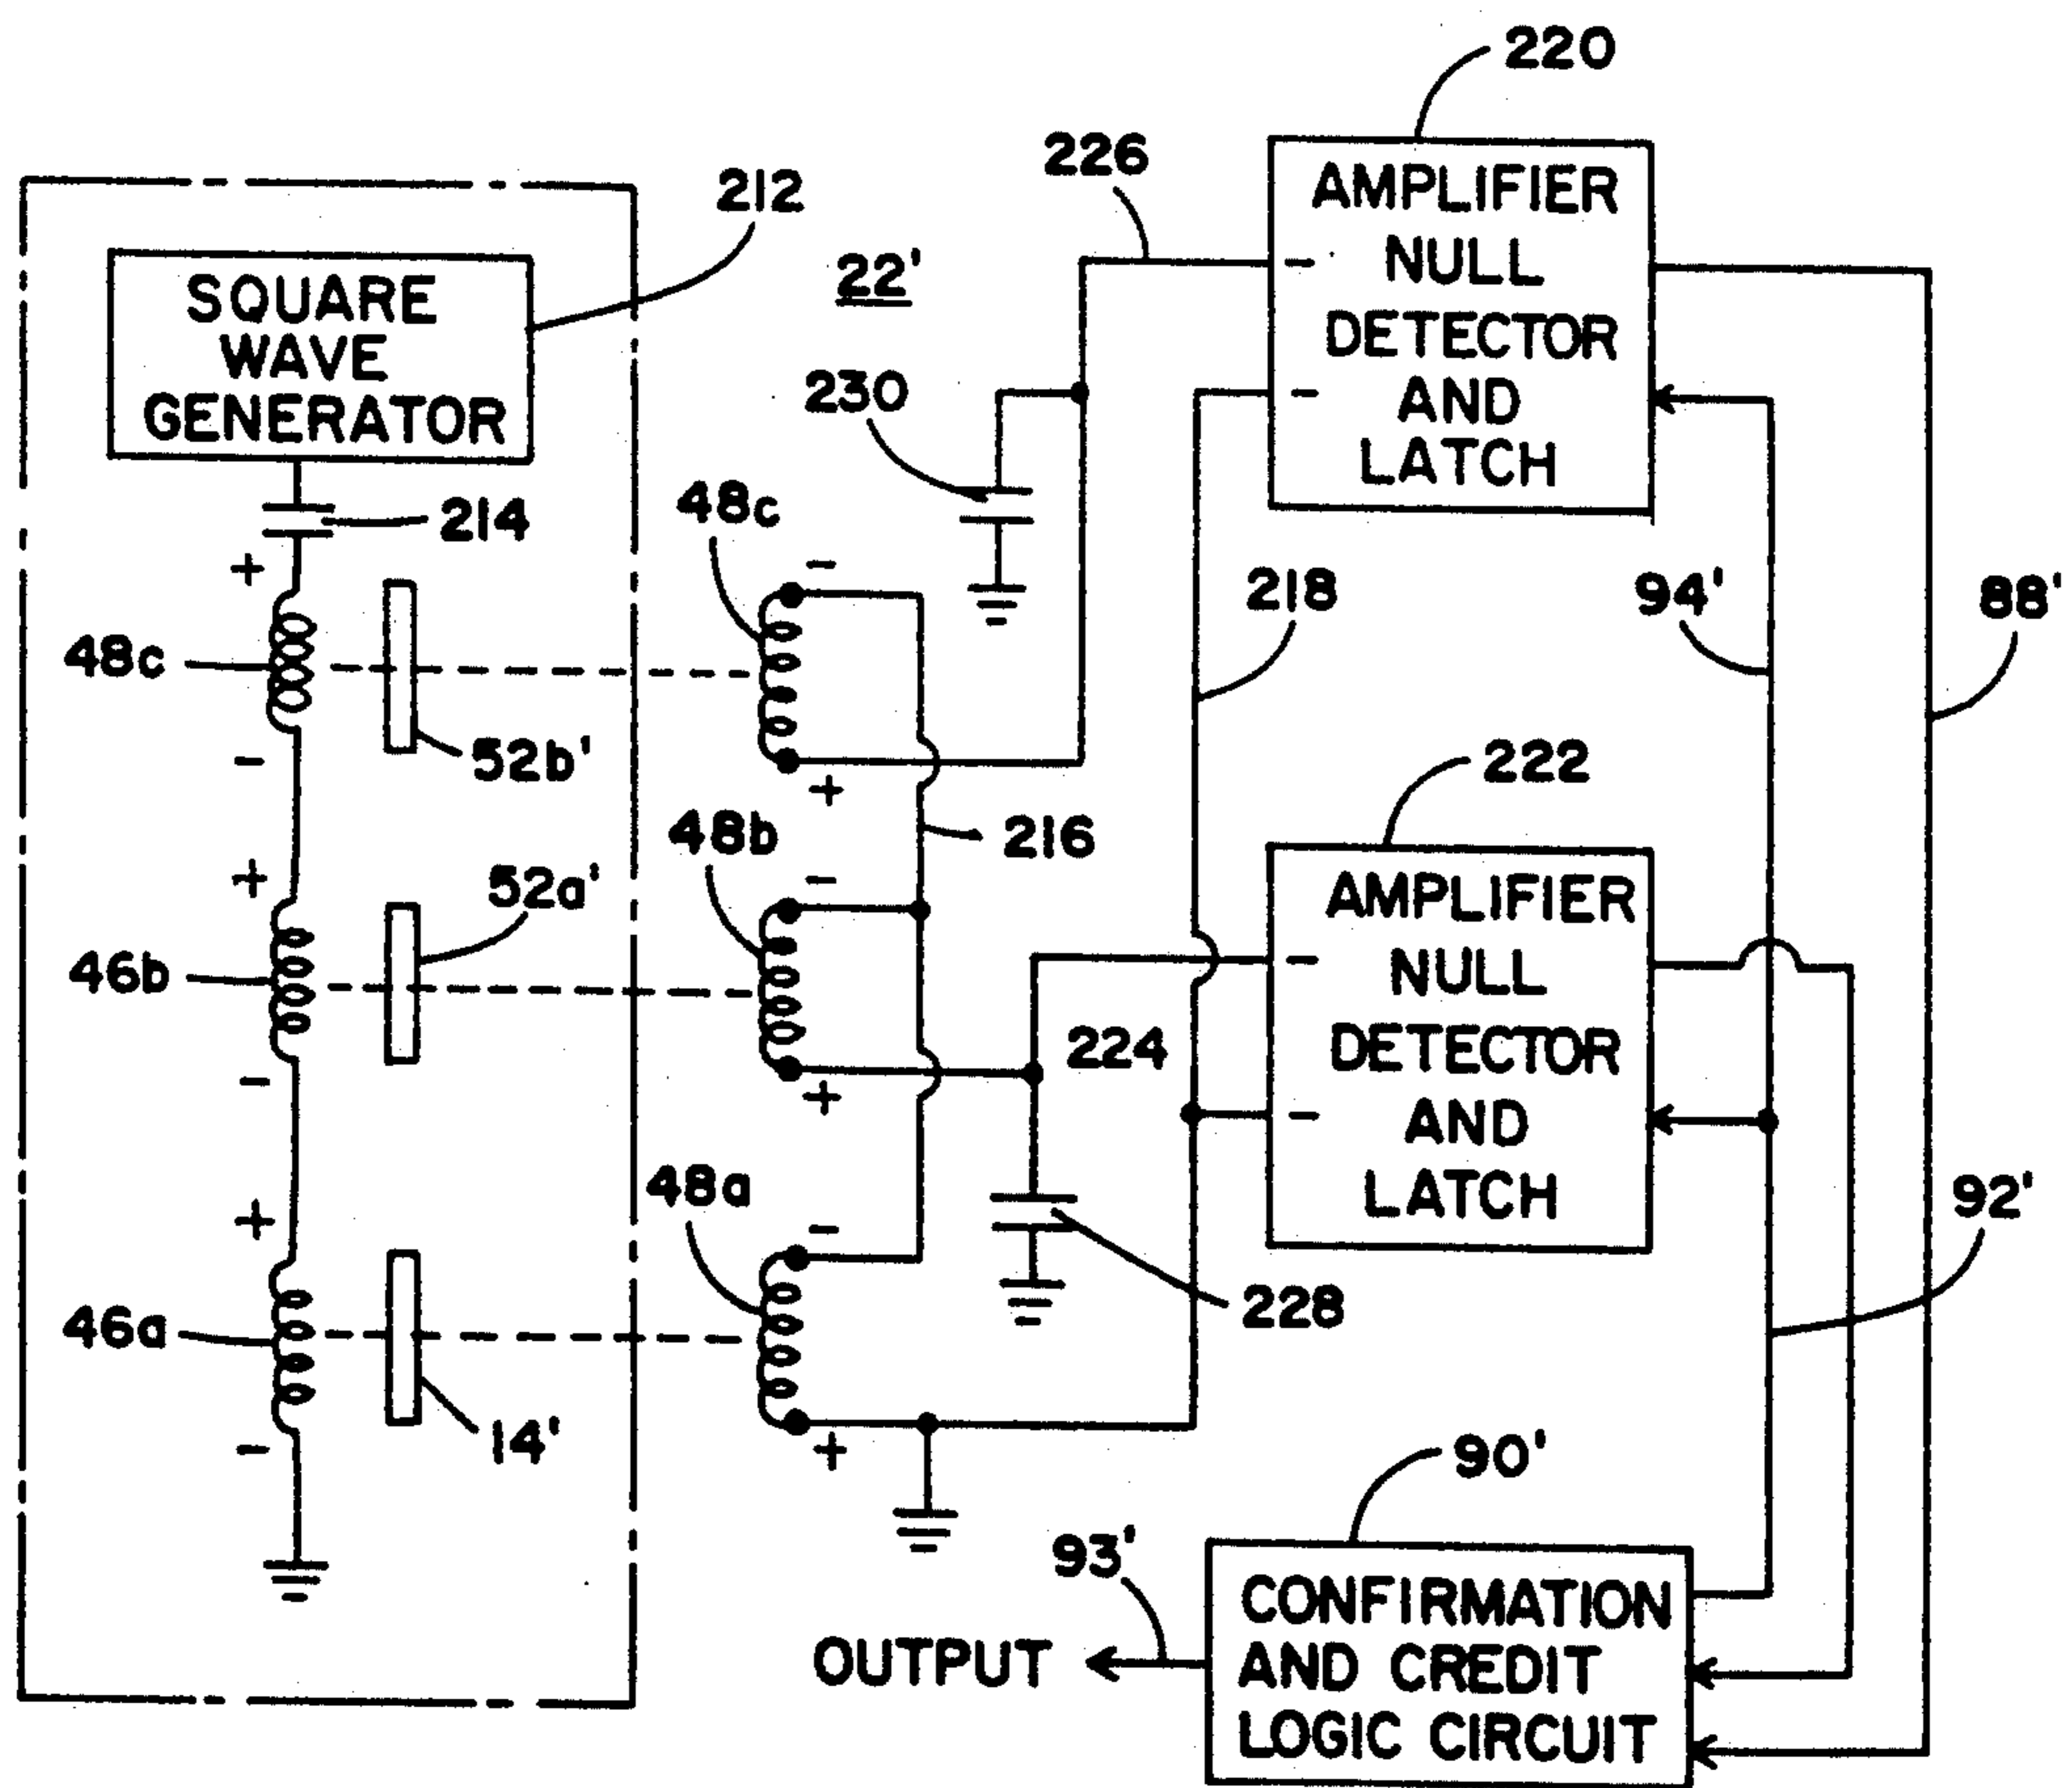 220
226
212
AMPLIFIER
NULL
DETECTOR
AND
LATCH
22'
SQUARE
WAVE
GENERATOR
230
214
48c
218
94'
88'
48c
52b'
222
48b
216
52a'
AMPLIFIER
NULL
DETECTOR
AND
LATCH
46b
224
48a
92'
228
46a
14'
90'
93'
CONFIRMATION
AND CREDIT
LOGIC CIRCUIT
OUTPUT
+
-
+
-
+
-
-
+
-
+
-
+
-
-
-
-